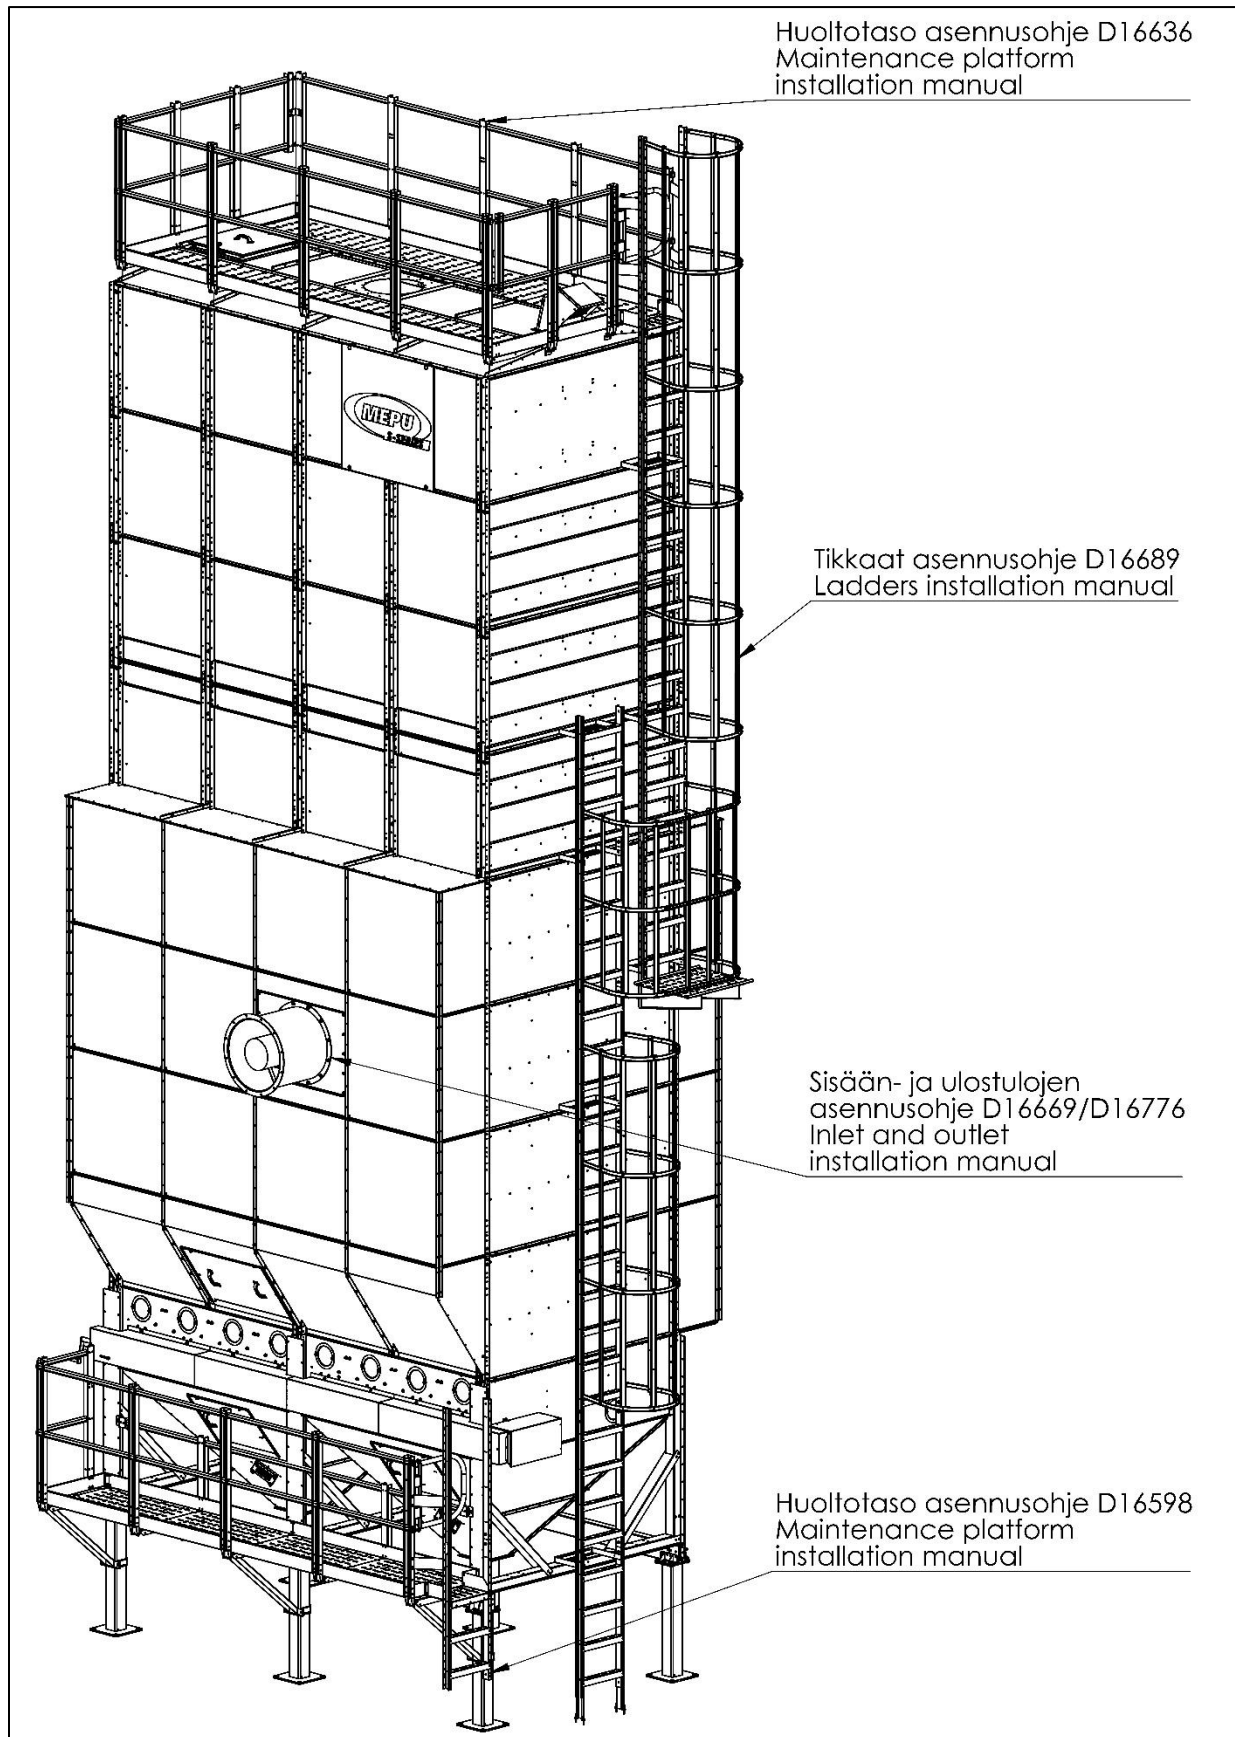 Huoltotaso asennusohje D16636
Maintenance platform
installation manual
MEPU
Tikkaat asennusohje D16689
Ladders installation manual
Sisään- ja ulostulojen
asennusohje D16669/D16776
Inlet and outlet
installation manual
Huoltotaso asennusohje D16598
Maintenance platform
installation manual